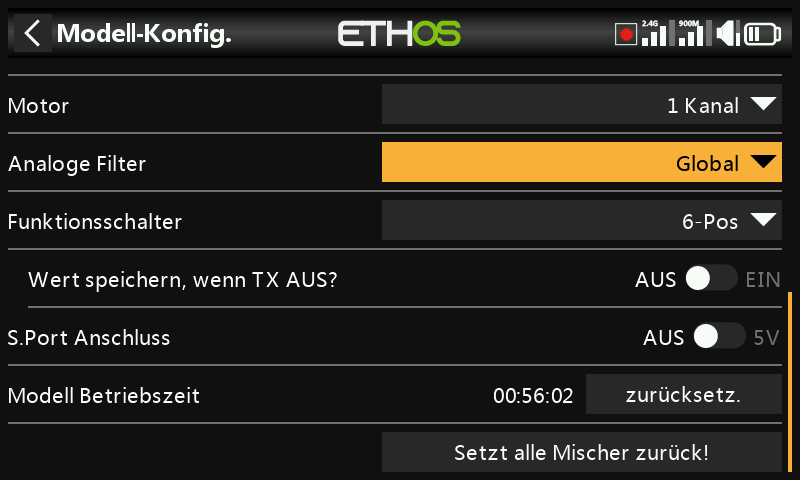 Modell-Konfig. ETHOS 2.4G 900M
Motor 1 Kanal
Analoge Filter Global
Funktionsschalter 6-Pos
Wert speichern, wenn TX AUS? AUS EIN
S.Port Anschluss AUS 5V
Modell Betriebszeit 00:56:02 zurücksetz.
Setzt alle Mischer zurück!